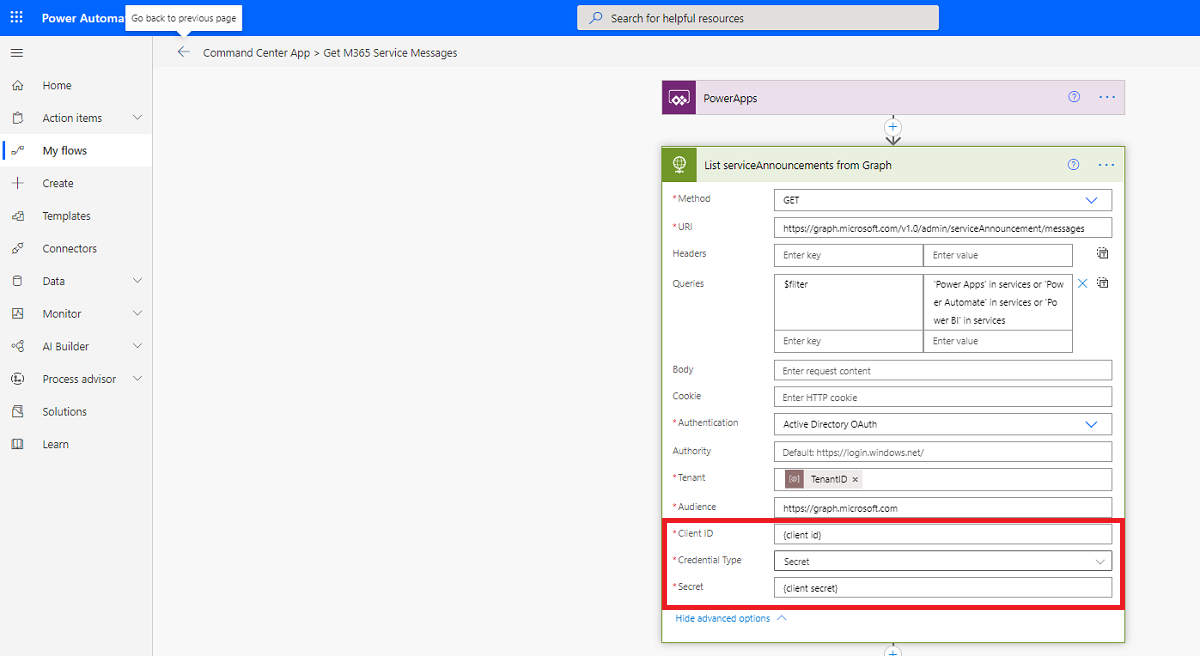 Power Automa
Go back to previous page
Search for helpful resources
Command Center App > Get M365 Service Messages
Home
Action items
My flows
Create
Templates
Connectors
Data
Monitor
AI Builder
Process advisor
Solutions
Learn
PowerApps
List serviceAnnouncements from Graph
* Method
GET
* URI
https://graph.microsoft.com/v1.0/admin/serviceAnnouncement/messages
Headers
Enter key
Enter value
Queries
$filter
'Power Apps' in services or 'Pow
er Automate' in services or 'Po
wer BI' in services
Enter key
Enter value
Body
Enter request content
Cookie
Enter HTTP cookie
* Authentication
Active Directory OAuth
Authority
Default: https://login.windows.net/
* Tenant
TenantID ×
* Audience
https://graph.microsoft.com
* Client ID
{client id}
* Credential Type
Secret
* Secret
{client secret}
Hide advanced options